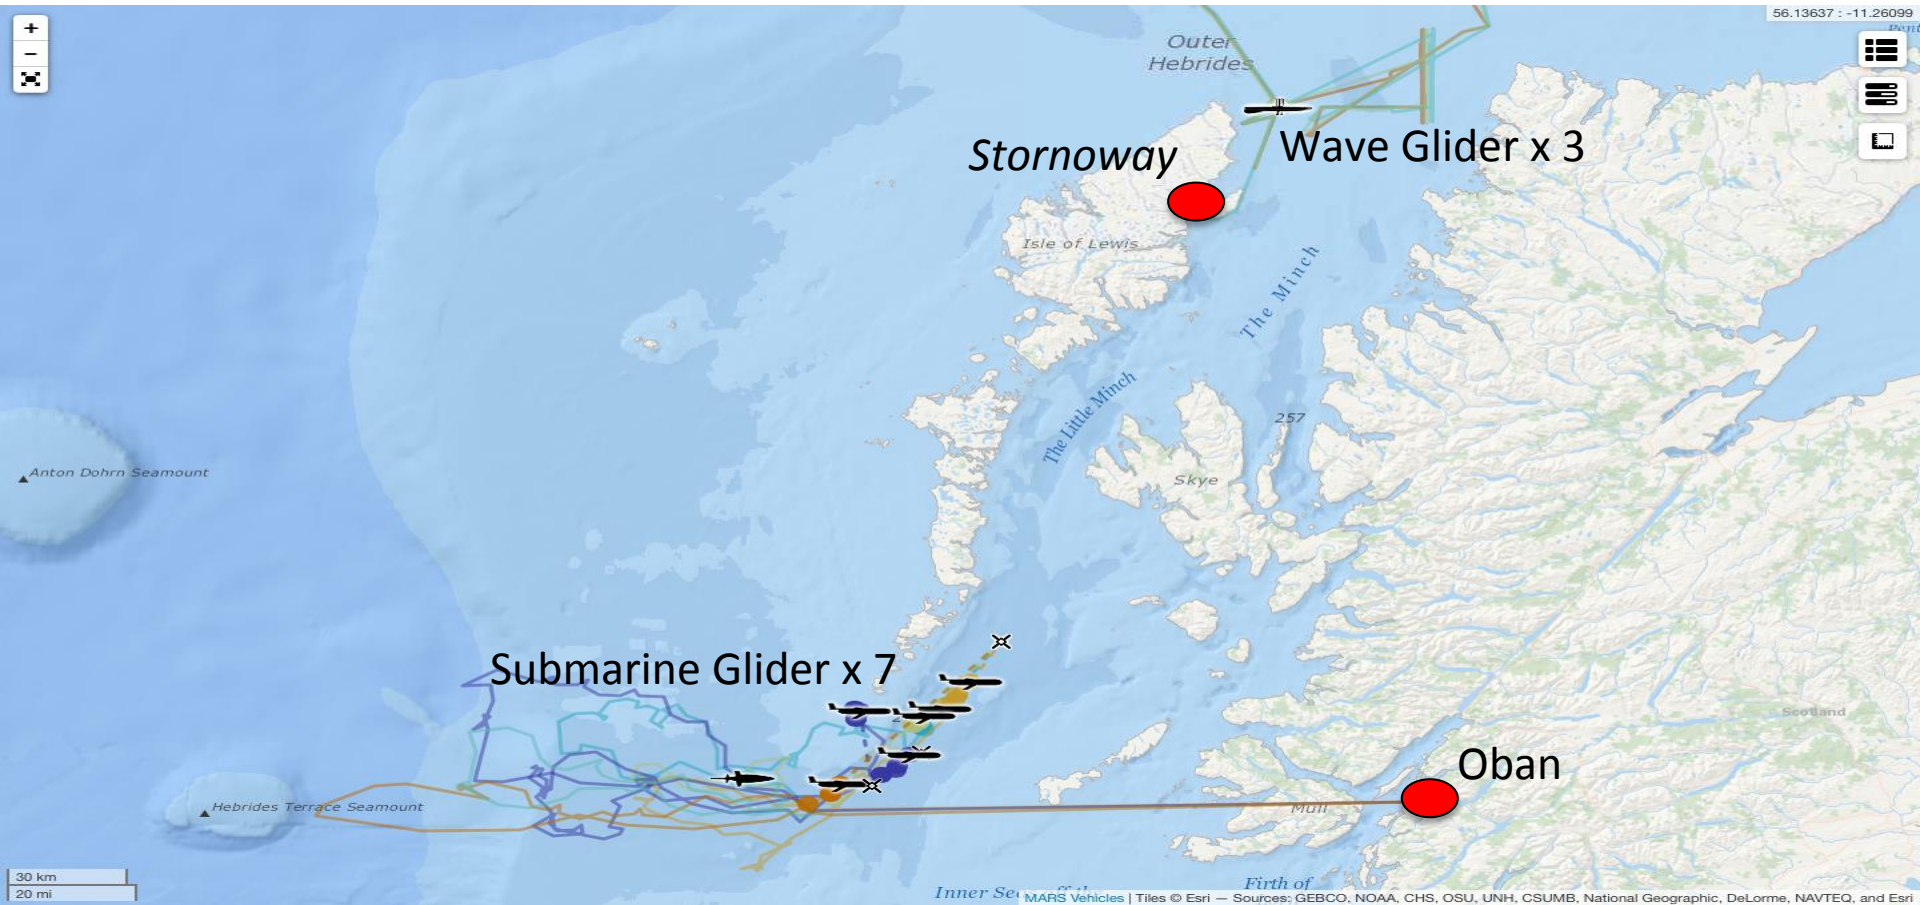 +
−
56.13637 : -11.26099
Outer
Hebrides
Stornoway
Wave Glider x 3
Isle of Lewis
The Minch
The Little Minch
257
Anton Dohrn Seamount
Skye
Submarine Glider x 7
Scotland
Oban
Hebrides Terrace Seamount
Mull
30 km
20 mi
Firth of
Inner
MARS Vehicles | Tiles © Esri — Sources: GEBCO, NOAA, CHS, OSU, UNH, CSUMB, National Geographic, DeLorme, NAVTEQ, and Esri